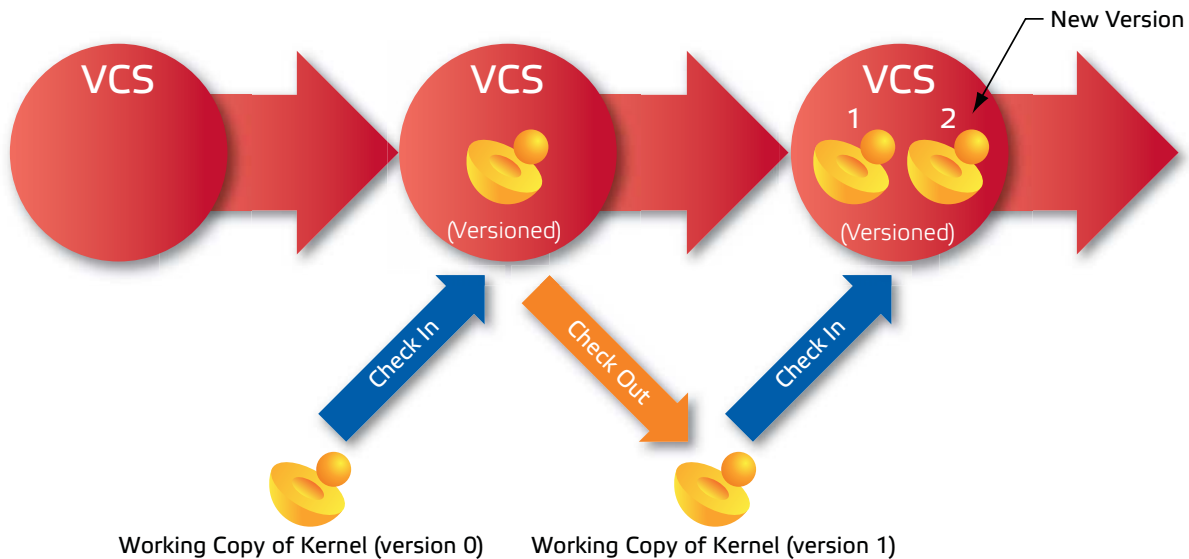 New Version
VCS
VCS
VCS
1 2
(Versioned)
(Versioned)
Check In
Check Out
Check In
Working Copy of Kernel (version 0)
Working Copy of Kernel (version 1)